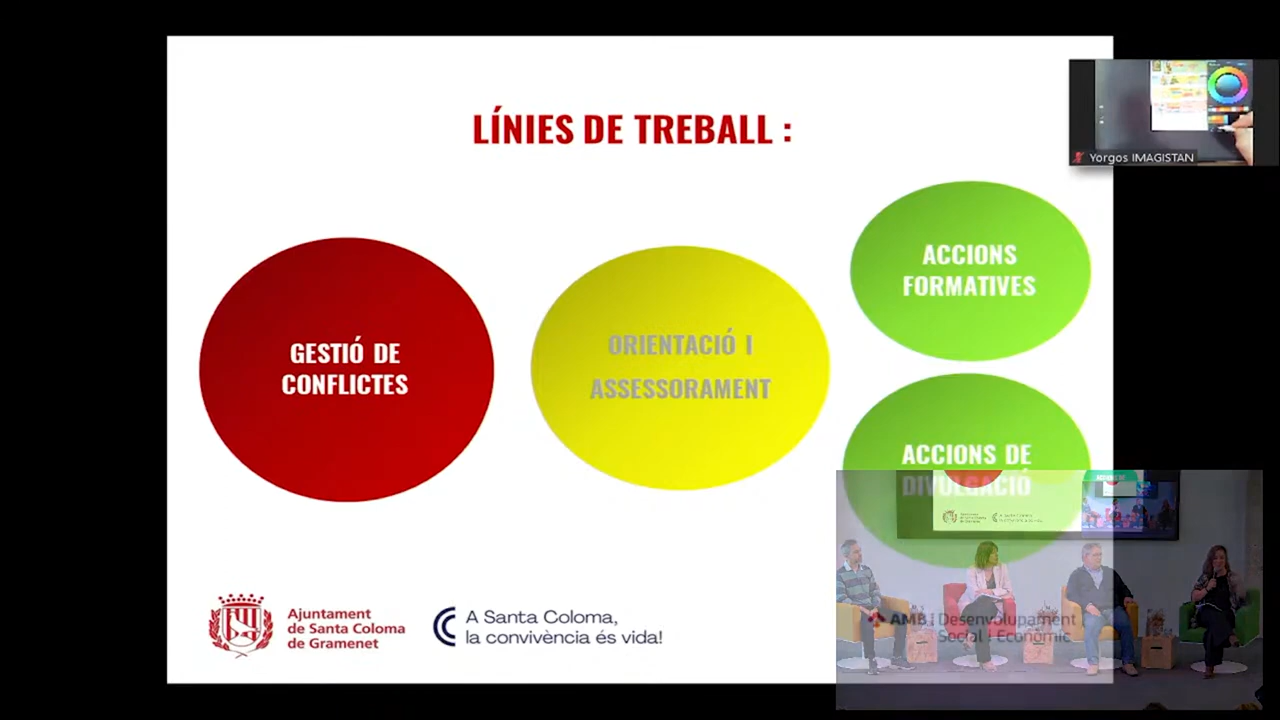 LÍNIES DE TREBALL :
GESTIÓ DE
CONFLICTES
ORIENTACIÓ I
ASSESSORAMENT
ACCIONS
FORMATIVES
ACCIONS DE
DIVULGACIÓ
Yorgos IMAGISTAN
Ajuntament
de Santa Coloma
de Gramenet
A Santa Coloma,
la convivència és vida!
AMB Desenvolupament
Social i Econòmic